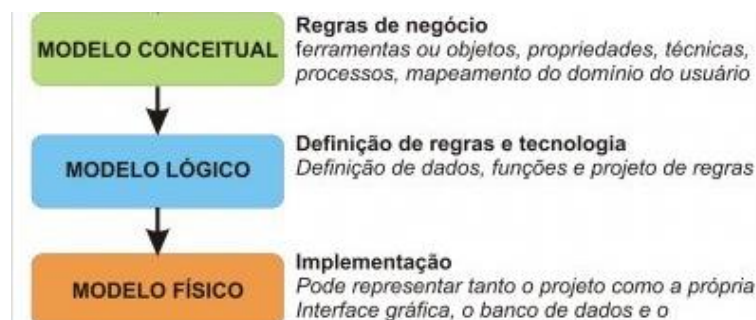 MODELO CONCEITUAL
Regras de negócio
ferramentas ou objetos, propriedades, técnicas,
processos, mapeamento do domínio do usuário
MODELO LÓGICO
Definição de regras e tecnologia
Definição de dados, funções e projeto de regras
MODELO FÍSICO
Implementação
Pode representar tanto o projeto como a própria
Interface gráfica, o banco de dados e o